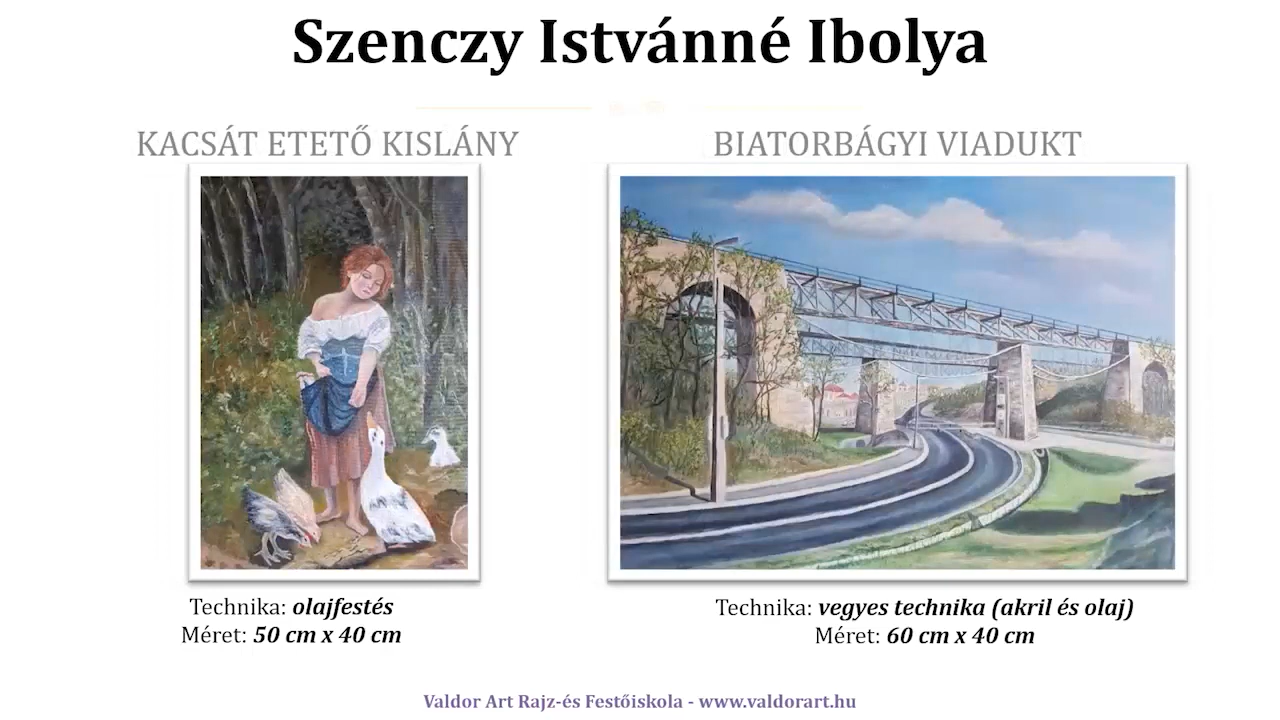 Szenczy Istvánné Ibolya
KACSÁT ETETŐ KISLÁNY
Technika: olajfestés
Méret: 50 cm x 40 cm
BIATORBÁGYI VIADUKT
Technika: vegyes technika (akril és olaj)
Méret: 60 cm x 40 cm
Valdor Art Rajz-és Festőiskola - www.valdorart.hu